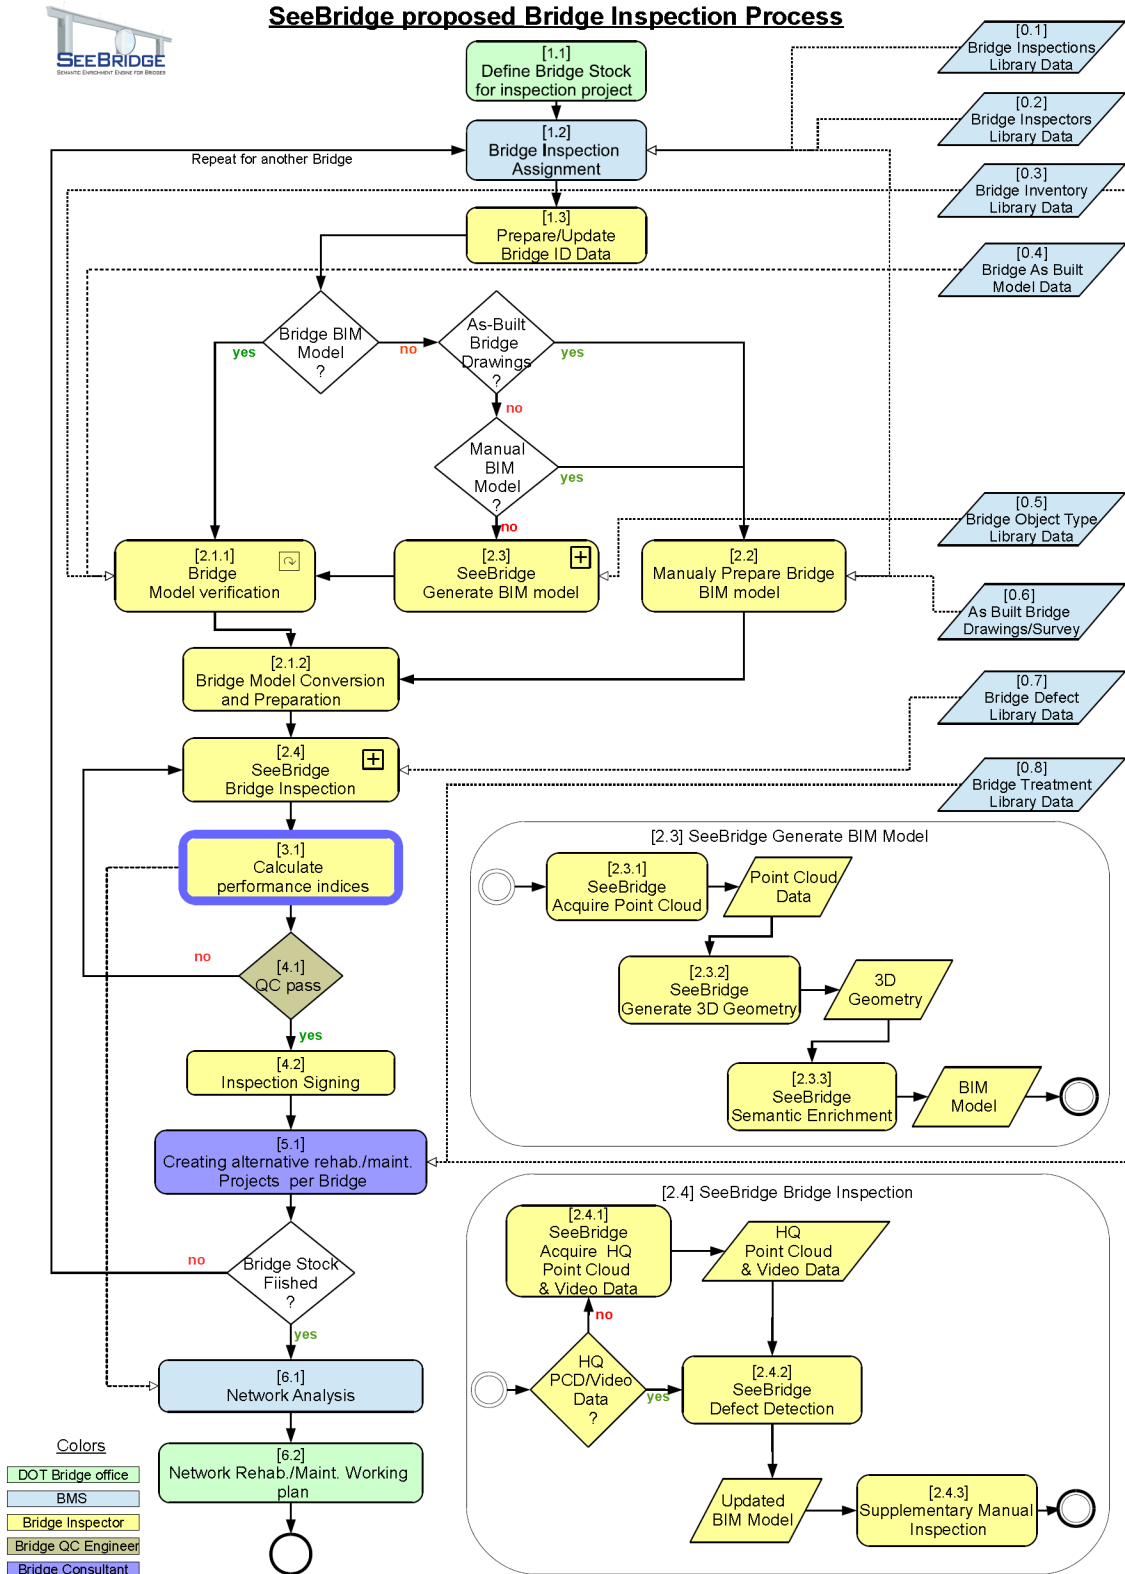 SeeBridge proposed Bridge Inspection Process
SEEBRIDGE
SEMANTIC ENRICHMENT ENGINE FOR BRIDGES
[1.1]
Define Bridge Stock
for inspection project
[0.1]
Bridge Inspections
Library Data
[0.2]
Bridge Inspectors
Library Data
[1.2]
Bridge Inspection
Assignment
Repeat for another Bridge
[0.3]
Bridge Inventory
Library Data
[1.3]
Prepare/Update
Bridge ID Data
[0.4]
Bridge As Built
Model Data
Bridge BIM
Model
?
yes
no
As-Built
Bridge
Drawings
?
yes
no
Manual
BIM
Model
?
yes
no
[0.5]
Bridge Object Type
Library Data
[2.1.1]
Bridge
Model verification
[2.3]
SeeBridge
Generate BIM model
[2.2]
Manualy Prepare Bridge
BIM model
[0.6]
As Built Bridge
Drawings/Survey
[2.1.2]
Bridge Model Conversion
and Preparation
[0.7]
Bridge Defect
Library Data
[2.4]
SeeBridge
Bridge Inspection
[0.8]
Bridge Treatment
Library Data
[3.1]
Calculate
performance indices
[4.1]
QC pass
no
yes
[4.2]
Inspection Signing
[5.1]
Creating alternative rehab./maint.
Projects per Bridge
Bridge Stock
Fiished
?
no
yes
[6.1]
Network Analysis
[6.2]
Network Rehab./Maint. Working
plan
[2.3] SeeBridge Generate BIM Model
[2.3.1]
SeeBridge
Acquire Point Cloud
Point Cloud
Data
[2.3.2]
SeeBridge
Generate 3D Geometry
3D
Geometry
[2.3.3]
SeeBridge
Semantic Enrichment
BIM
Model
[2.4] SeeBridge Bridge Inspection
[2.4.1]
SeeBridge
Acquire HQ
Point Cloud
& Video Data
HQ
Point Cloud
& Video Data
no
HQ
PCD/Video
Data
?
yes
[2.4.2]
SeeBridge
Defect Detection
Updated
BIM Model
[2.4.3]
Supplementary Manual
Inspection
Colors
DOT Bridge office
BMS
Bridge Inspector
Bridge QC Engineer
Bridge Consultant